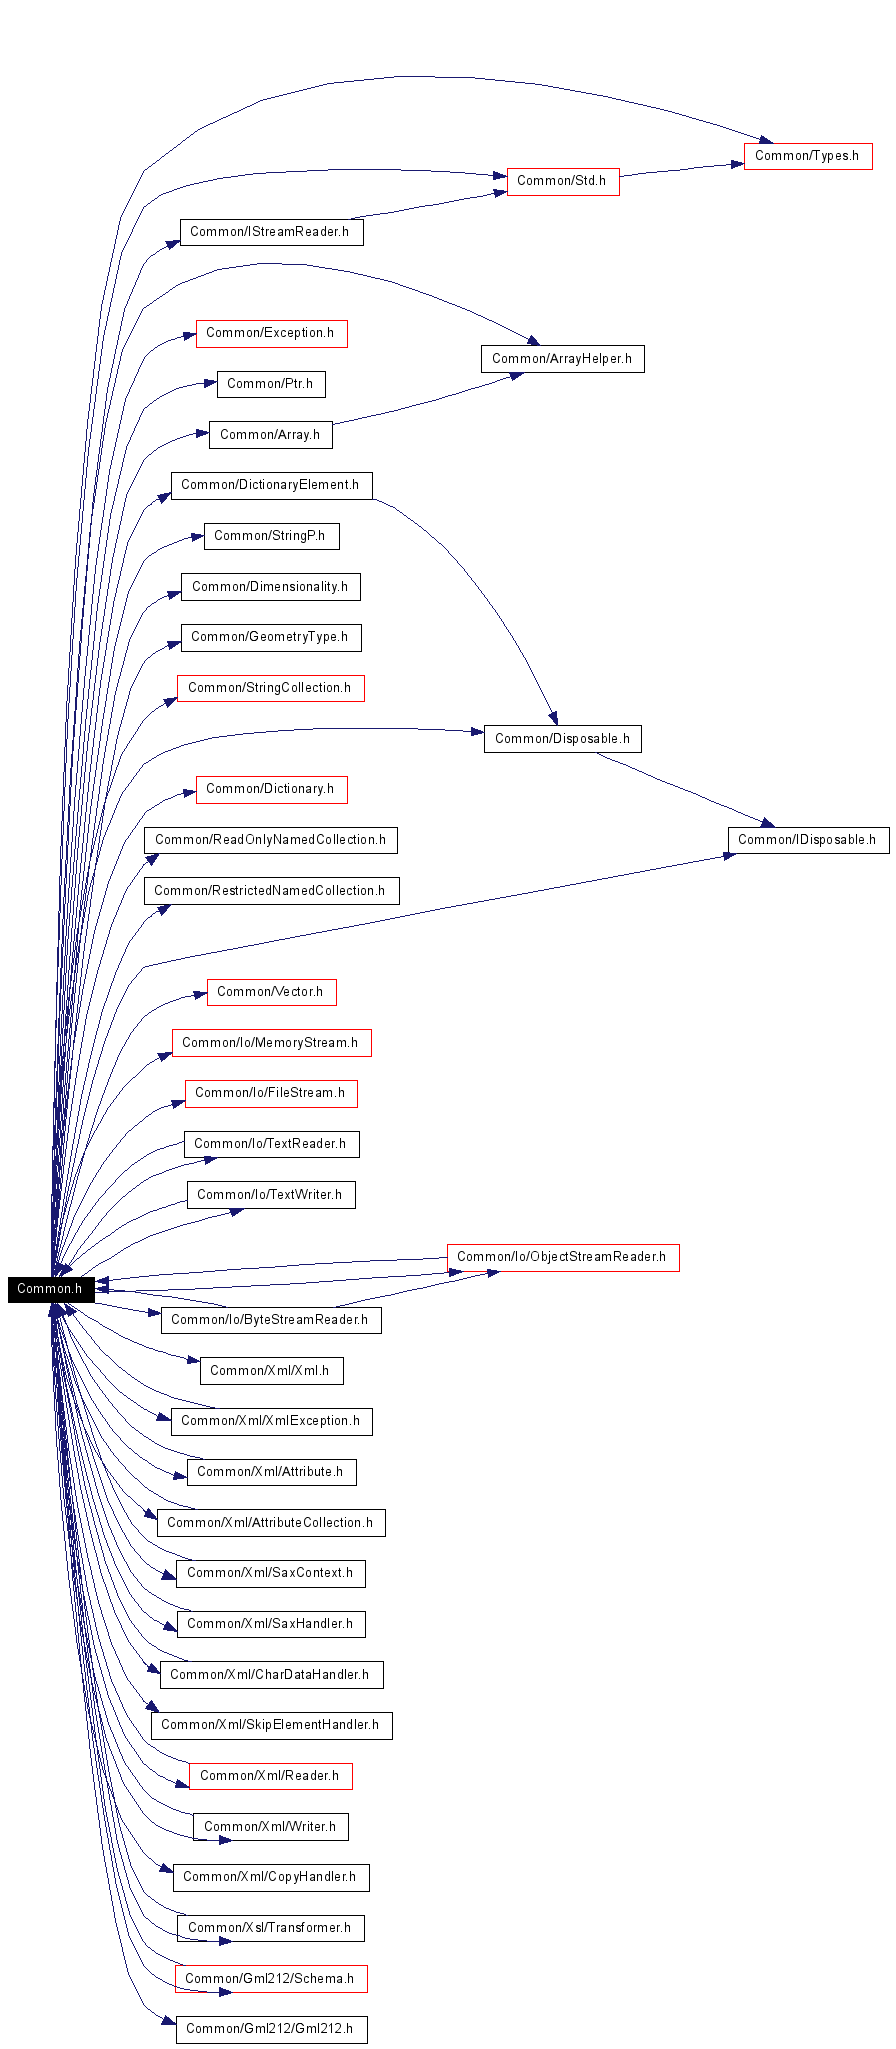 Common/Types.h
Common/Std.h
Common/IStreamReader.h
Common/Exception.h
Common/ArrayHelper.h
Common/Ptr.h
Common/Array.h
Common/DictionaryElement.h
Common/StringP.h
Common/Dimensionality.h
Common/GeometryType.h
Common/StringCollection.h
Common/Disposable.h
Common/Dictionary.h
Common/ReadOnlyNamedCollection.h
Common/IDisposable.h
Common/RestrictedNamedCollection.h
Common/Vector.h
Common/Io/MemoryStream.h
Common/Io/FileStream.h
Common/Io/TextReader.h
Common/Io/TextWriter.h
Common/Io/ObjectStreamReader.h
Common.h
Common/Io/ByteStreamReader.h
Common/Xml/Xml.h
Common/Xml/XmlException.h
Common/Xml/Attribute.h
Common/Xml/AttributeCollection.h
Common/Xml/SaxContext.h
Common/Xml/SaxHandler.h
Common/Xml/CharDataHandler.h
Common/Xml/SkipElementHandler.h
Common/Xml/Reader.h
Common/Xml/Writer.h
Common/Xml/CopyHandler.h
Common/Xsl/Transformer.h
Common/Gml212/Schema.h
Common/Gml212/Gml212.h